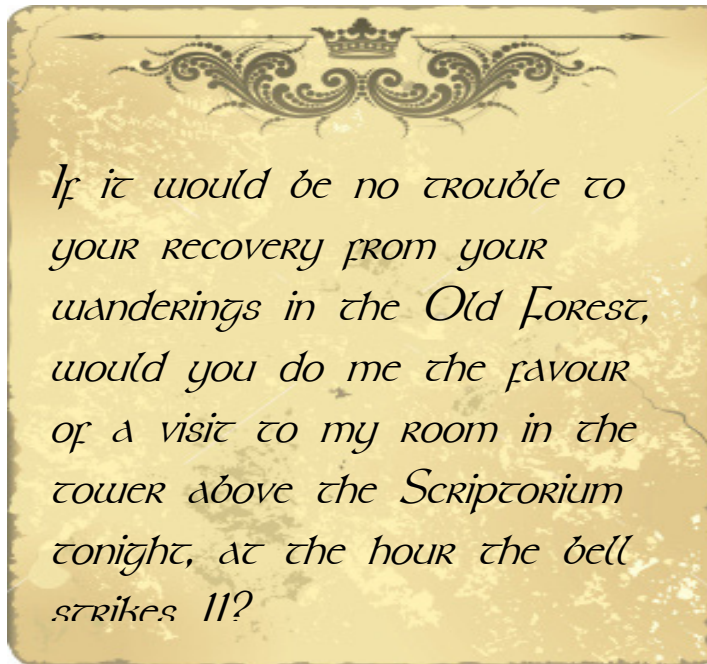 If it would be no trouble to
your recovery from your
wanderings in the Old Forest,
would you do me the favour
of a visit to my room in the
tower above the Scriptorium
tonight, at the hour the bell
strikes 11?